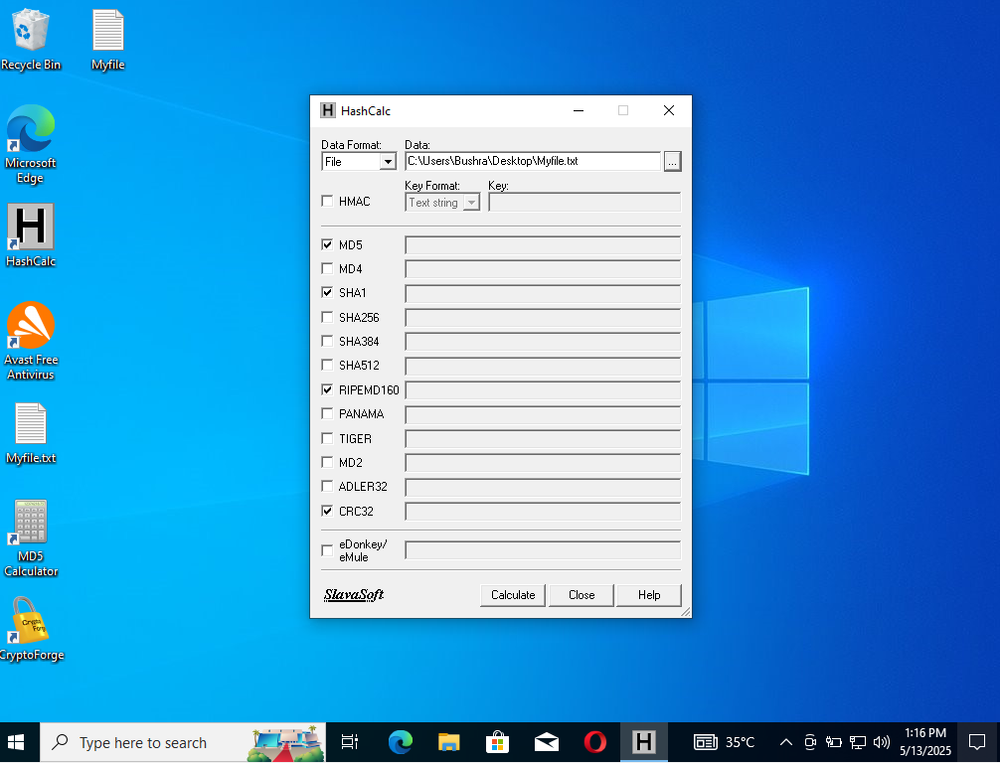 Recycle Bin
Myfile
Microsoft
Edge
H
HashCalc
Avast Free
Antivirus
Myfile.txt
MD5
Calculator
Crypto
Forge
CryptoForge
H HashCalc
Data Format:
Data:
File
C:\Users\Bushra\Desktop\Myfile.txt
...
HMAC
Key Format:
Key:
Text string
MD5
MD4
SHA1
SHA256
SHA384
SHA512
RIPEMD160
PANAMA
TIGER
MD2
ADLER32
CRC32
eDonkey/
eMule
SlavaSoft
Calculate
Close
Help
Type here to search
H
35°C
1:16 PM
5/13/2025